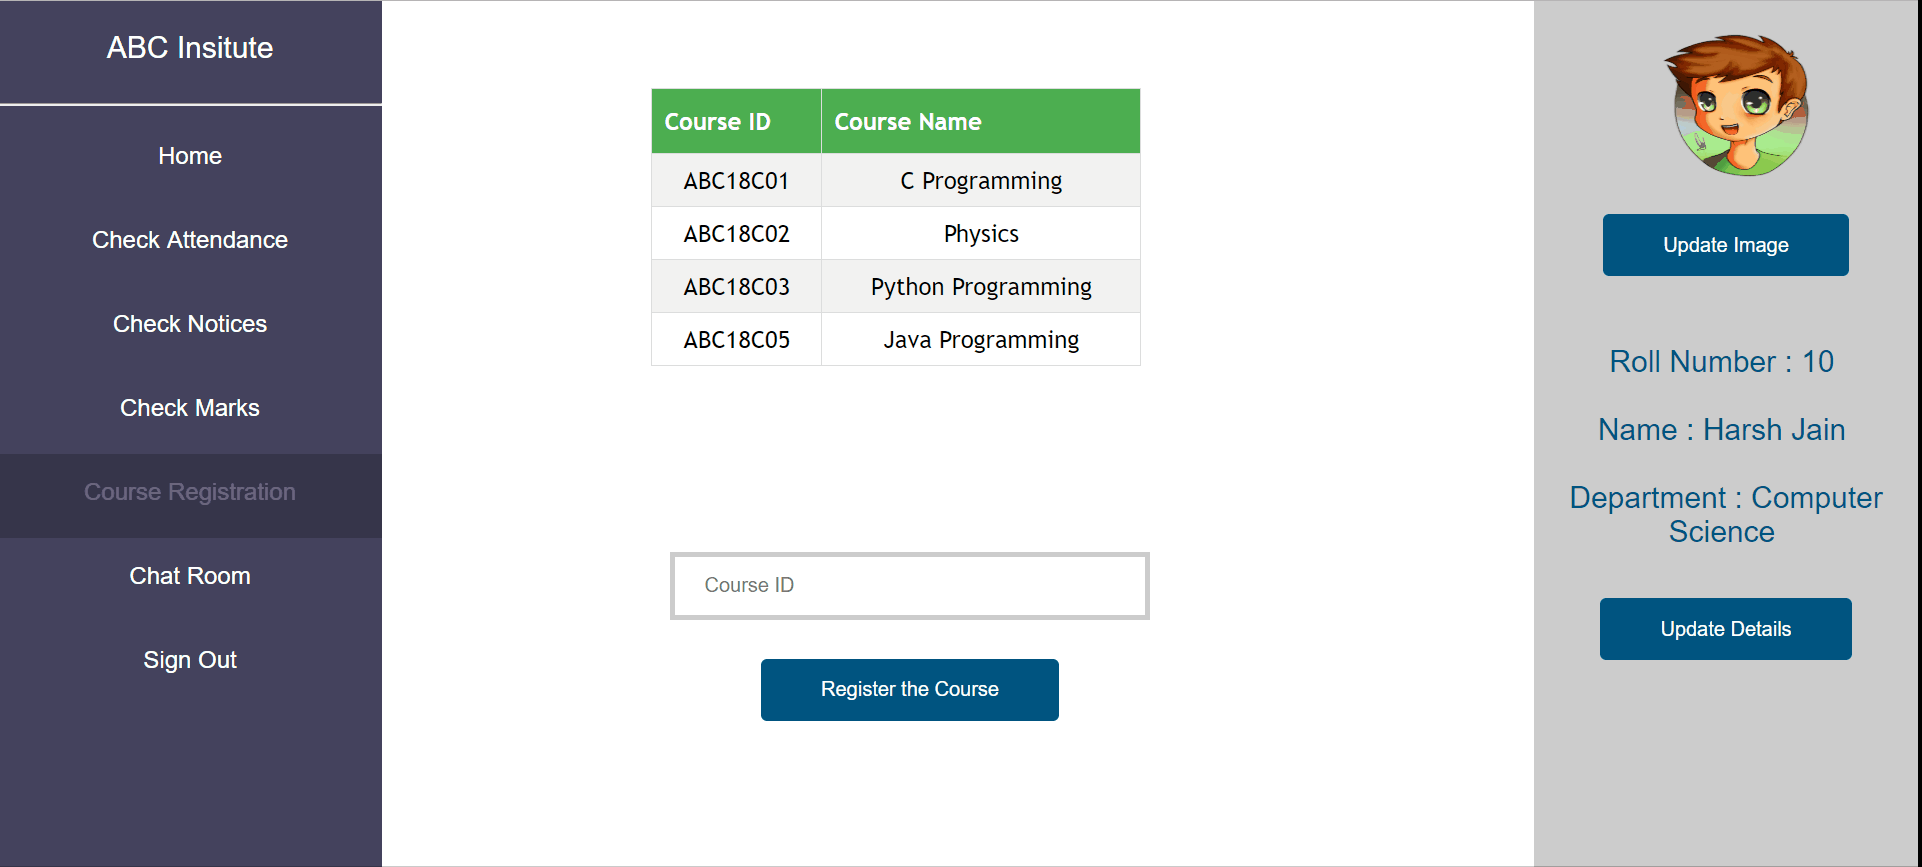 ABC Insitute
Home
Check Attendance
Check Notices
Check Marks
Course Registration
Chat Room
Sign Out
Course ID Course Name
ABC18C01 C Programming
ABC18C02 Physics
ABC18C03 Python Programming
ABC18C05 Java Programming
Course ID
Register the Course
Update Image
Roll Number : 10
Name : Harsh Jain
Department : Computer
Science
Update Details